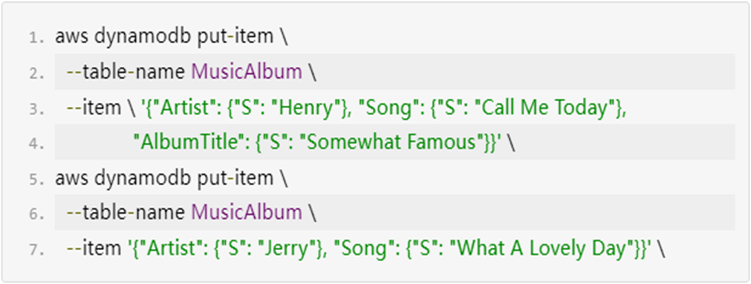 1. aws dynamodb put-item \
2. --table-name MusicAlbum \
3. --item \ '{"Artist": {"S": "Henry"}, "Song": {"S": "Call Me Today"},
4. "AlbumTitle": {"S": "Somewhat Famous"}}' \
5. aws dynamodb put-item \
6. --table-name MusicAlbum \
7. --item '{"Artist": {"S": "Jerry"}, "Song": {"S": "What A Lovely Day"}}' \